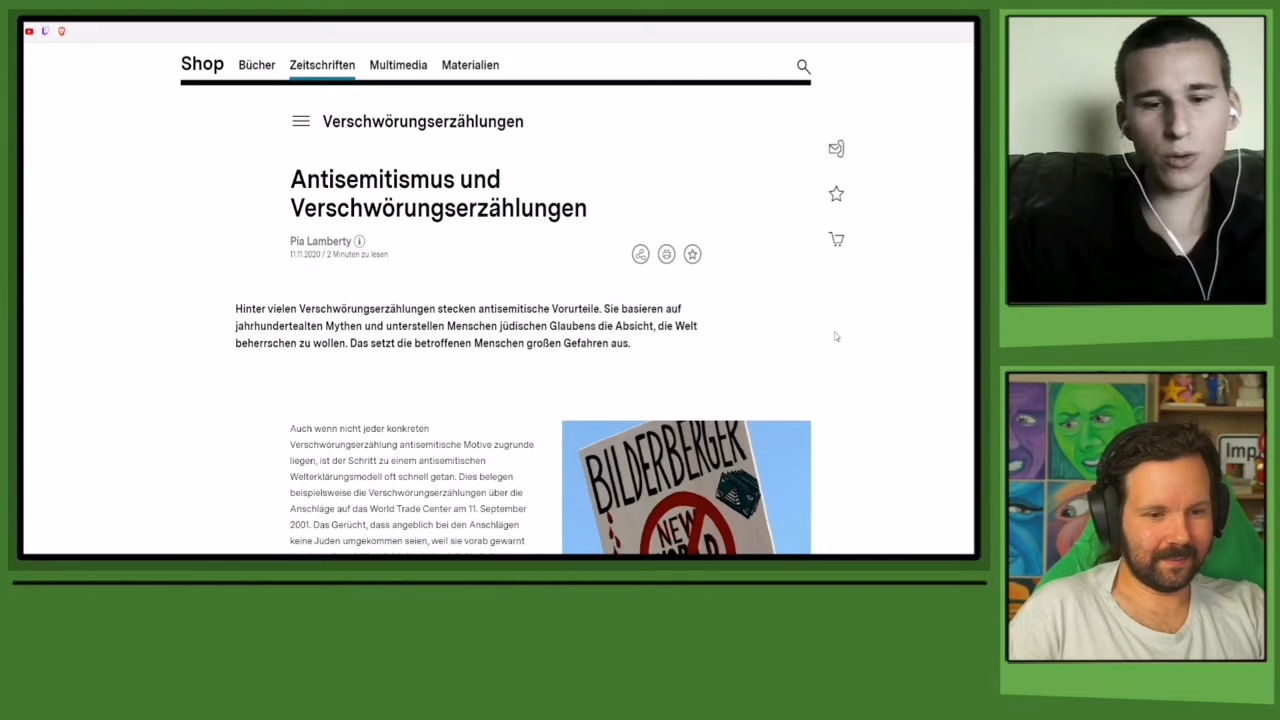 Shop Bücher Zeitschriften Multimedia Materialien
Verschwörungserzählungen
Antisemitismus und
Verschwörungserzählungen
Pia Lamberty
11.11.2020 / 2 Minuten zu lesen
Hinter vielen Verschwörungserzählungen stecken antisemitische Vorurteile. Sie basieren auf
jahrhundertealten Mythen und unterstellen Menschen jüdischen Glaubens die Absicht, die Welt
beherrschen zu wollen. Das setzt die betroffenen Menschen großen Gefahren aus.
Auch wenn nicht jeder konkreten
Verschwörungserzählung antisemitische Motive zugrunde
liegen, ist der Schritt zu einem antisemitischen
Welterklärungsmodell oft schnell getan. Dies belegen
beispielsweise die Verschwörungserzählungen über die
Anschläge auf das World Trade Center am 11. September
2001. Das Gerücht, dass angeblich bei den Anschlägen
keine Juden umgekommen seien, weil sie vorab gewarnt
BILDERBERGER
NEW
Imp